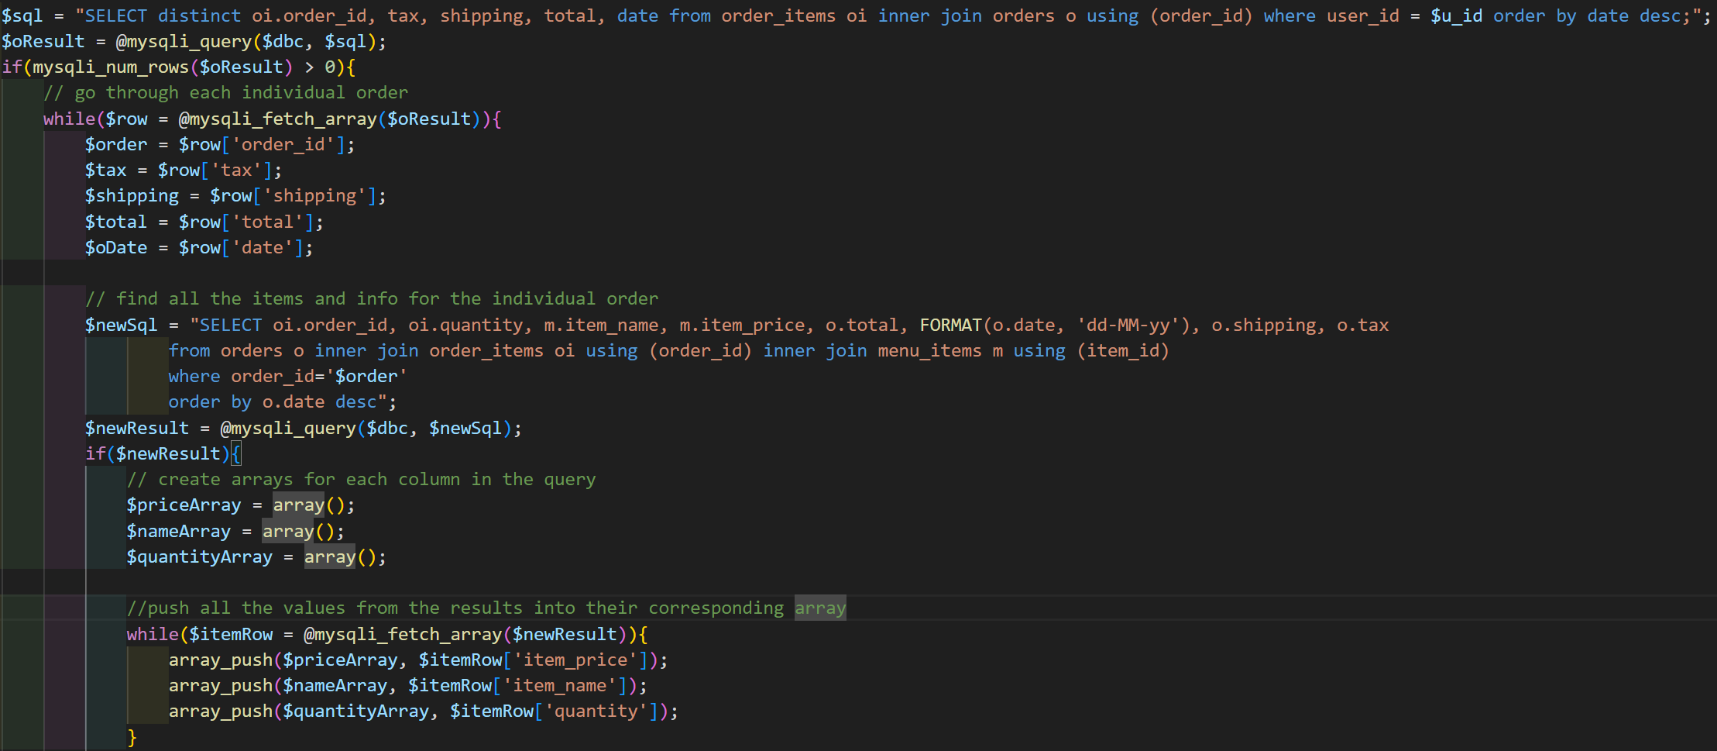 $sql = "SELECT distinct oi.order_id, tax, shipping, total, date from order_items oi inner join orders o using (order_id) where user_id = $u_id order by date desc;";
$oResult = @mysqli_query($dbc, $sql);
if(mysqli_num_rows($oResult) > 0){
    // go through each individual order
    while($row = @mysqli_fetch_array($oResult)){
        $order = $row['order_id'];
        $tax = $row['tax'];
        $shipping = $row['shipping'];
        $total = $row['total'];
        $oDate = $row['date'];

        // find all the items and info for the individual order
        $newSql = "SELECT oi.order_id, oi.quantity, m.item_name, m.item_price, o.total, FORMAT(o.date, 'dd-MM-yy'), o.shipping, o.tax
                from orders o inner join order_items oi using (order_id) inner join menu_items m using (item_id)
                where order_id='$order'
                order by o.date desc";
        $newResult = @mysqli_query($dbc, $newSql);
        if($newResult){
            // create arrays for each column in the query
            $priceArray = array();
            $nameArray = array();
            $quantityArray = array();

            //push all the values from the results into their corresponding array
            while($itemRow = @mysqli_fetch_array($newResult)){
                array_push($priceArray, $itemRow['item_price']);
                array_push($nameArray, $itemRow['item_name']);
                array_push($quantityArray, $itemRow['quantity']);
            }